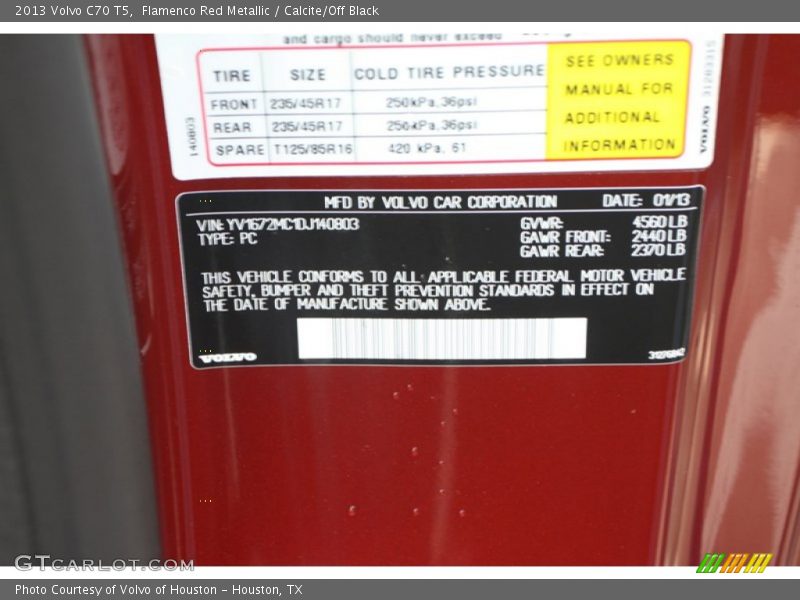 2013 Volvo C70 T5, Flamenco Red Metallic / Calcite/Off Black
and cargo should never exceed
TIRE SIZE COLD TIRE PRESSURE
FRONT 235/45R17 250kPa,36psi
REAR 235/45R17 250kPa,36psi
SPARE T125/85R16 420 kPa, 61
SEE OWNERS
MANUAL FOR
ADDITIONAL
INFORMATION
140803
VOLVO 31283315
MFD BY VOLVO CAR CORPORATION DATE: 01/13
VIN: YV1672MC1DJ140803 GVWR: 4560 LB
TYPE: PC GAWR FRONT: 2440 LB
GAWR REAR: 2370 LB
THIS VEHICLE CONFORMS TO ALL APPLICABLE FEDERAL MOTOR VEHICLE
SAFETY, BUMPER AND THEFT PREVENTION STANDARDS IN EFFECT ON
THE DATE OF MANUFACTURE SHOWN ABOVE.
VOLVO
GTCARLOT.COM
Photo Courtesy of Volvo of Houston - Houston, TX